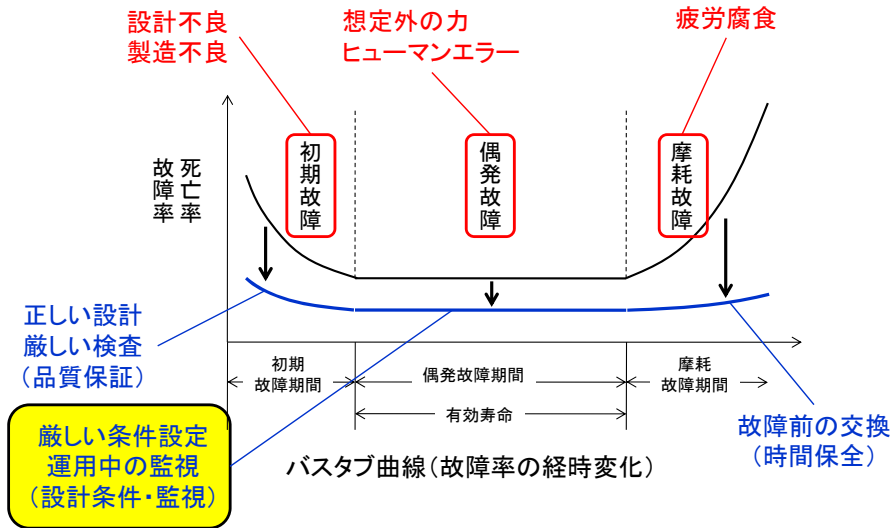 設計不良
製造不良
想定外の力
ヒューマンエラー
疲労腐食
死亡率
故障率
初期故障
偶発故障
摩耗故障
正しい設計
厳しい検査
(品質保証)
初期
故障期間
偶発故障期間
摩耗
故障期間
有効寿命
厳しい条件設定
運用中の監視
(設計条件・監視)
故障前の交換
(時間保全)
バスタブ曲線(故障率の経時変化)